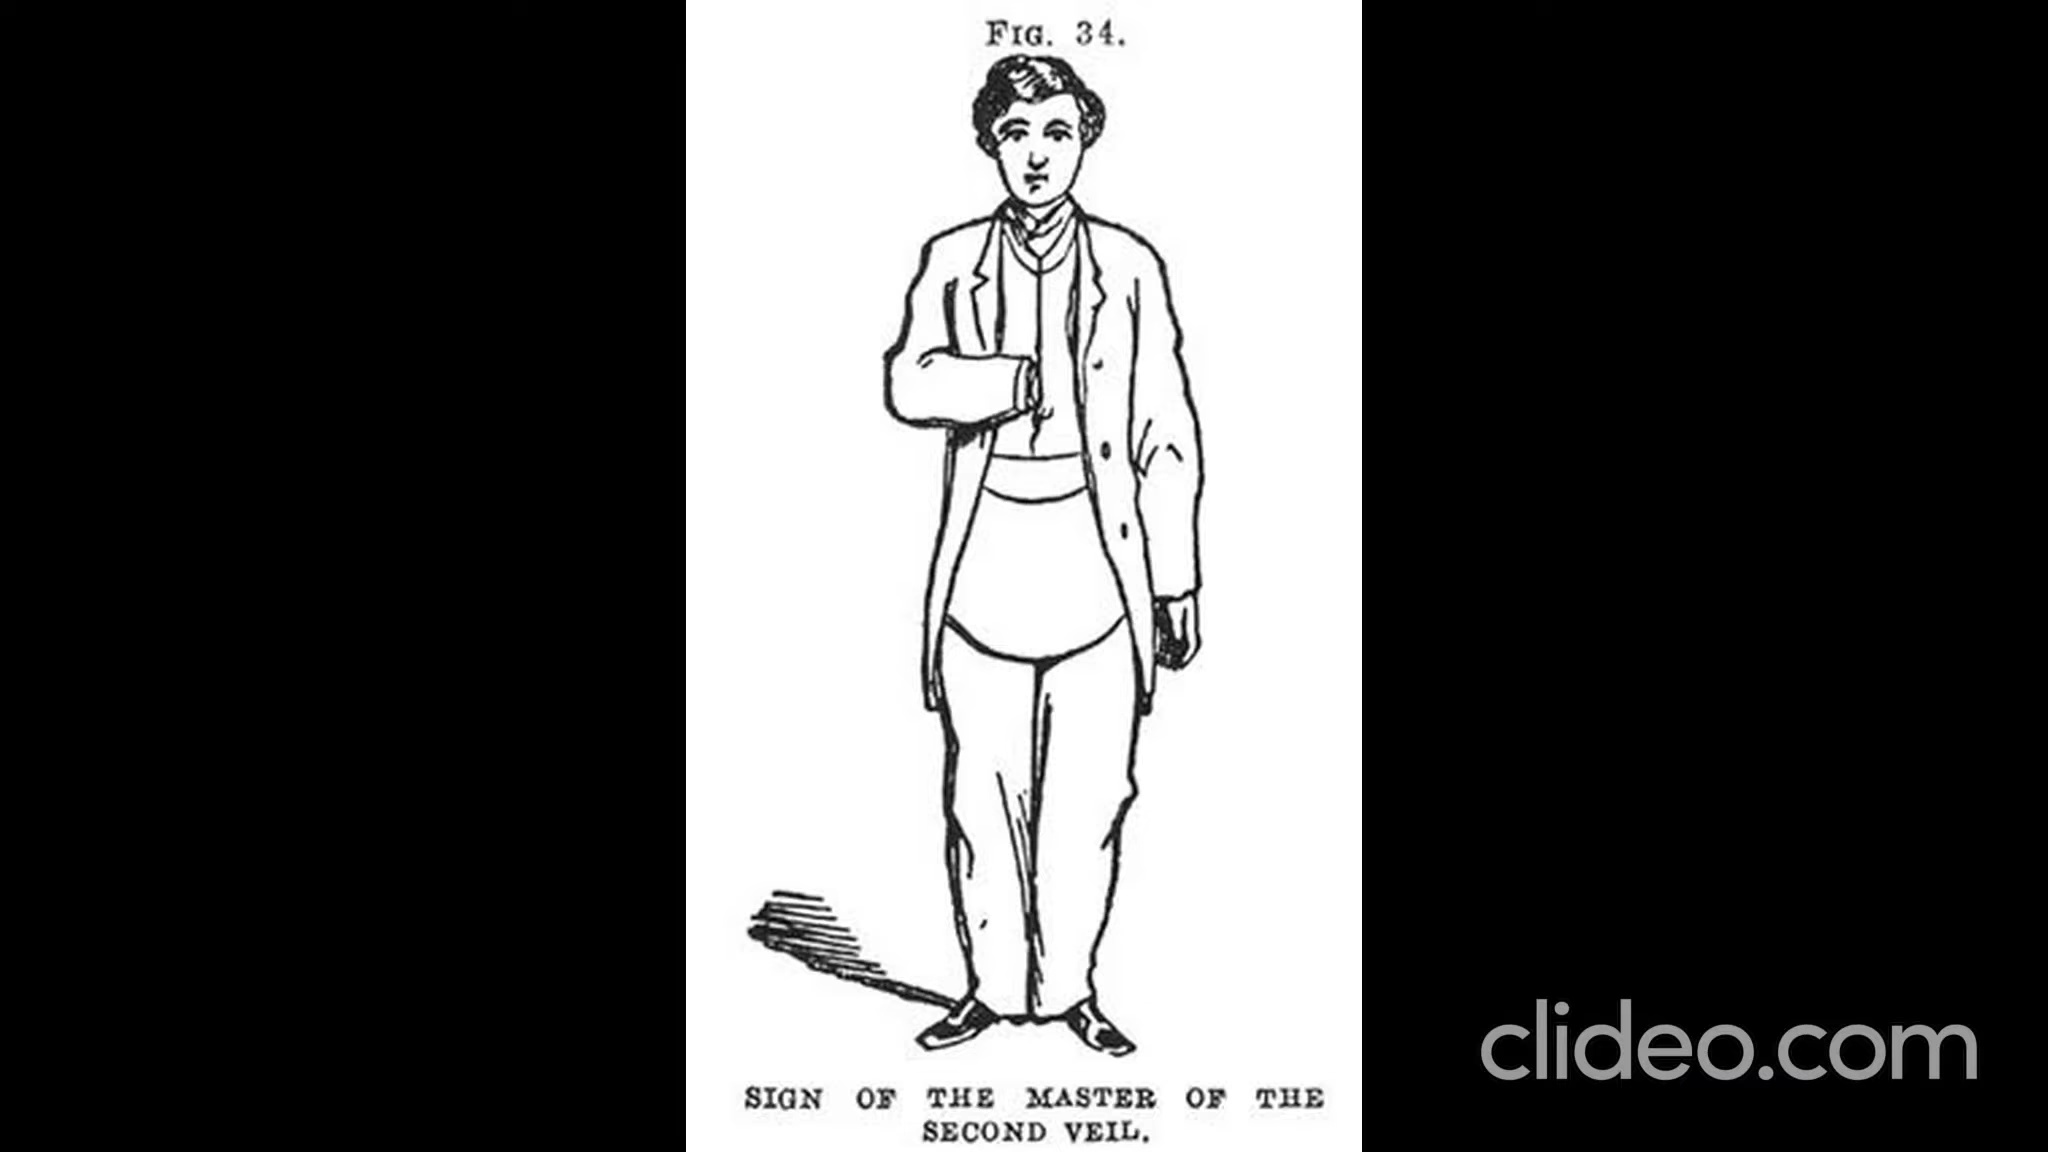 FIG. 34.
SIGN OF THE MASTER OF THE
SECOND VEIL.
clideo.com